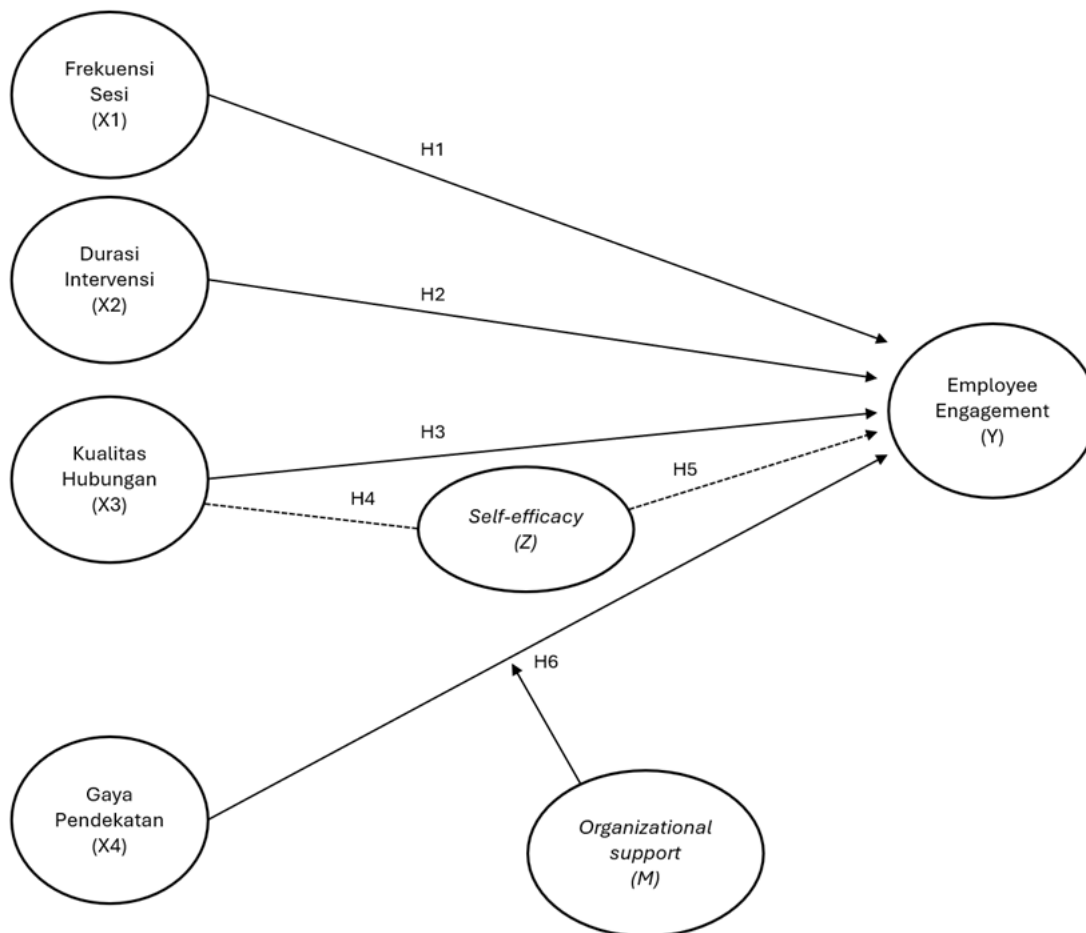 Frekuensi
Sesi
(X1)
H1
Durasi
Intervensi
(X2)
H2
Employee
Engagement
(Y)
Kualitas
Hubungan
(X3)
H3
H4
H5
Self-efficacy
(Z)
H6
Gaya
Pendekatan
(X4)
Organizational
support
(M)